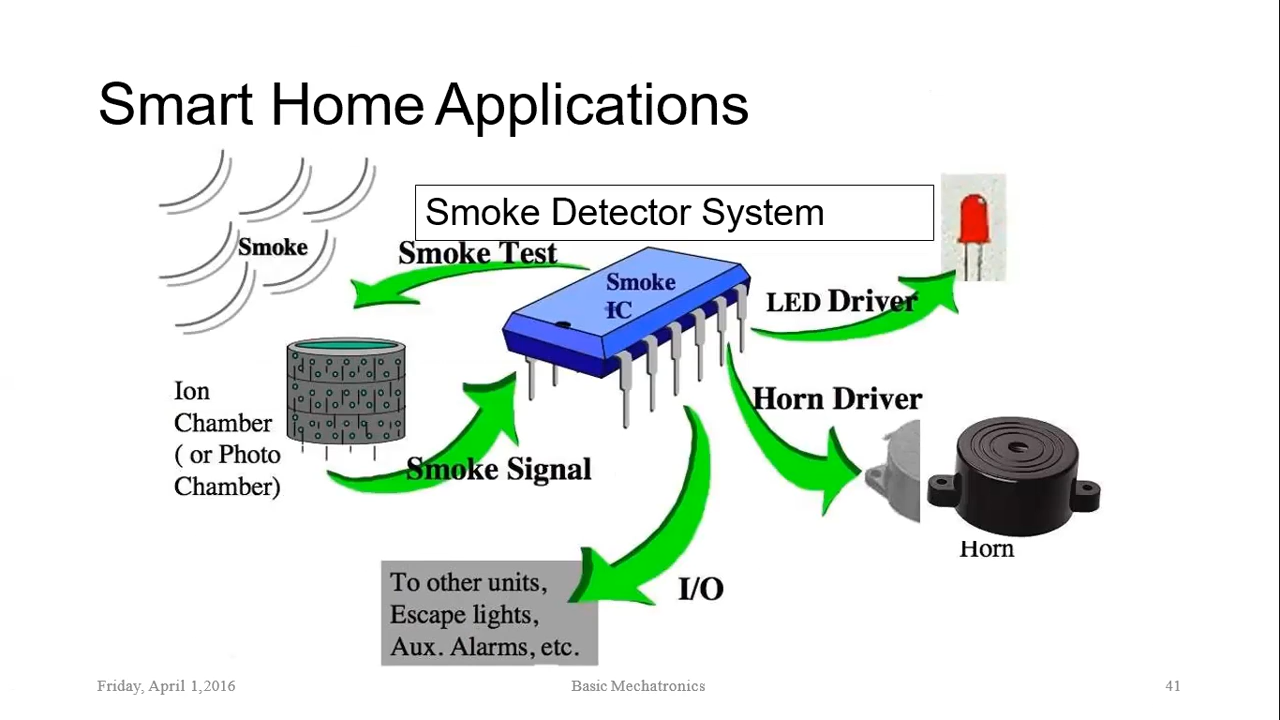 Smart Home Applications
Smoke Detector System
Smoke
Smoke Test
Smoke
IC
LED Driver
Ion
Chamber
( or Photo
Chamber)
Horn Driver
Smoke Signal
Horn
To other units,
Escape lights,
Aux. Alarms, etc.
I/O
Friday, April 1,2016
Basic Mechatronics
41